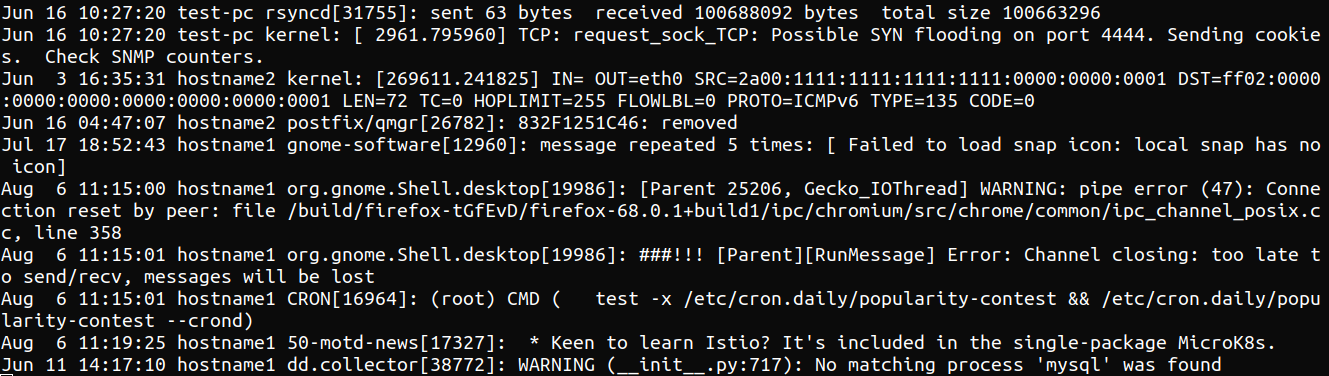 Jun 16 10:27:20 test-pc rsyncd[31755]: sent 63 bytes  received 100688092 bytes  total size 100663296
Jun 16 10:27:20 test-pc kernel: [ 2961.795960] TCP: request_sock_TCP: Possible SYN flooding on port 4444. Sending cookie
s.  Check SNMP counters.
Jun  3 16:35:31 hostname2 kernel: [269611.241825] IN= OUT=eth0 SRC=2a00:1111:1111:1111:1111:0000:0000:0001 DST=ff02:0000
:0000:0000:0000:0000:0000:0001 LEN=72 TC=0 HOPLIMIT=255 FLOWLBL=0 PROTO=ICMPv6 TYPE=135 CODE=0
Jun 16 04:47:07 hostname2 postfix/qmgr[26782]: 832F1251C46: removed
Jul 17 18:52:43 hostname1 gnome-software[12960]: message repeated 5 times: [ Failed to load snap icon: local snap has no
 icon]
Aug  6 11:15:00 hostname1 org.gnome.Shell.desktop[19986]: [Parent 25206, Gecko_IOThread] WARNING: pipe error (47): Conne
ction reset by peer: file /build/firefox-tGfEvD/firefox-68.0.1+build1/ipc/chromium/src/chrome/common/ipc_channel_posix.c
c, line 358
Aug  6 11:15:01 hostname1 org.gnome.Shell.desktop[19986]: ###!!! [Parent][RunMessage] Error: Channel closing: too late t
o send/recv, messages will be lost
Aug  6 11:15:01 hostname1 CRON[16964]: (root) CMD (   test -x /etc/cron.daily/popularity-contest && /etc/cron.daily/popu
larity-contest --crond)
Aug  6 11:19:25 hostname1 50-motd-news[17327]:  * Keen to learn Istio? It's included in the single-package MicroK8s.
Jun 11 14:17:10 hostname1 dd.collector[38772]: WARNING (__init__.py:717): No matching process 'mysql' was found